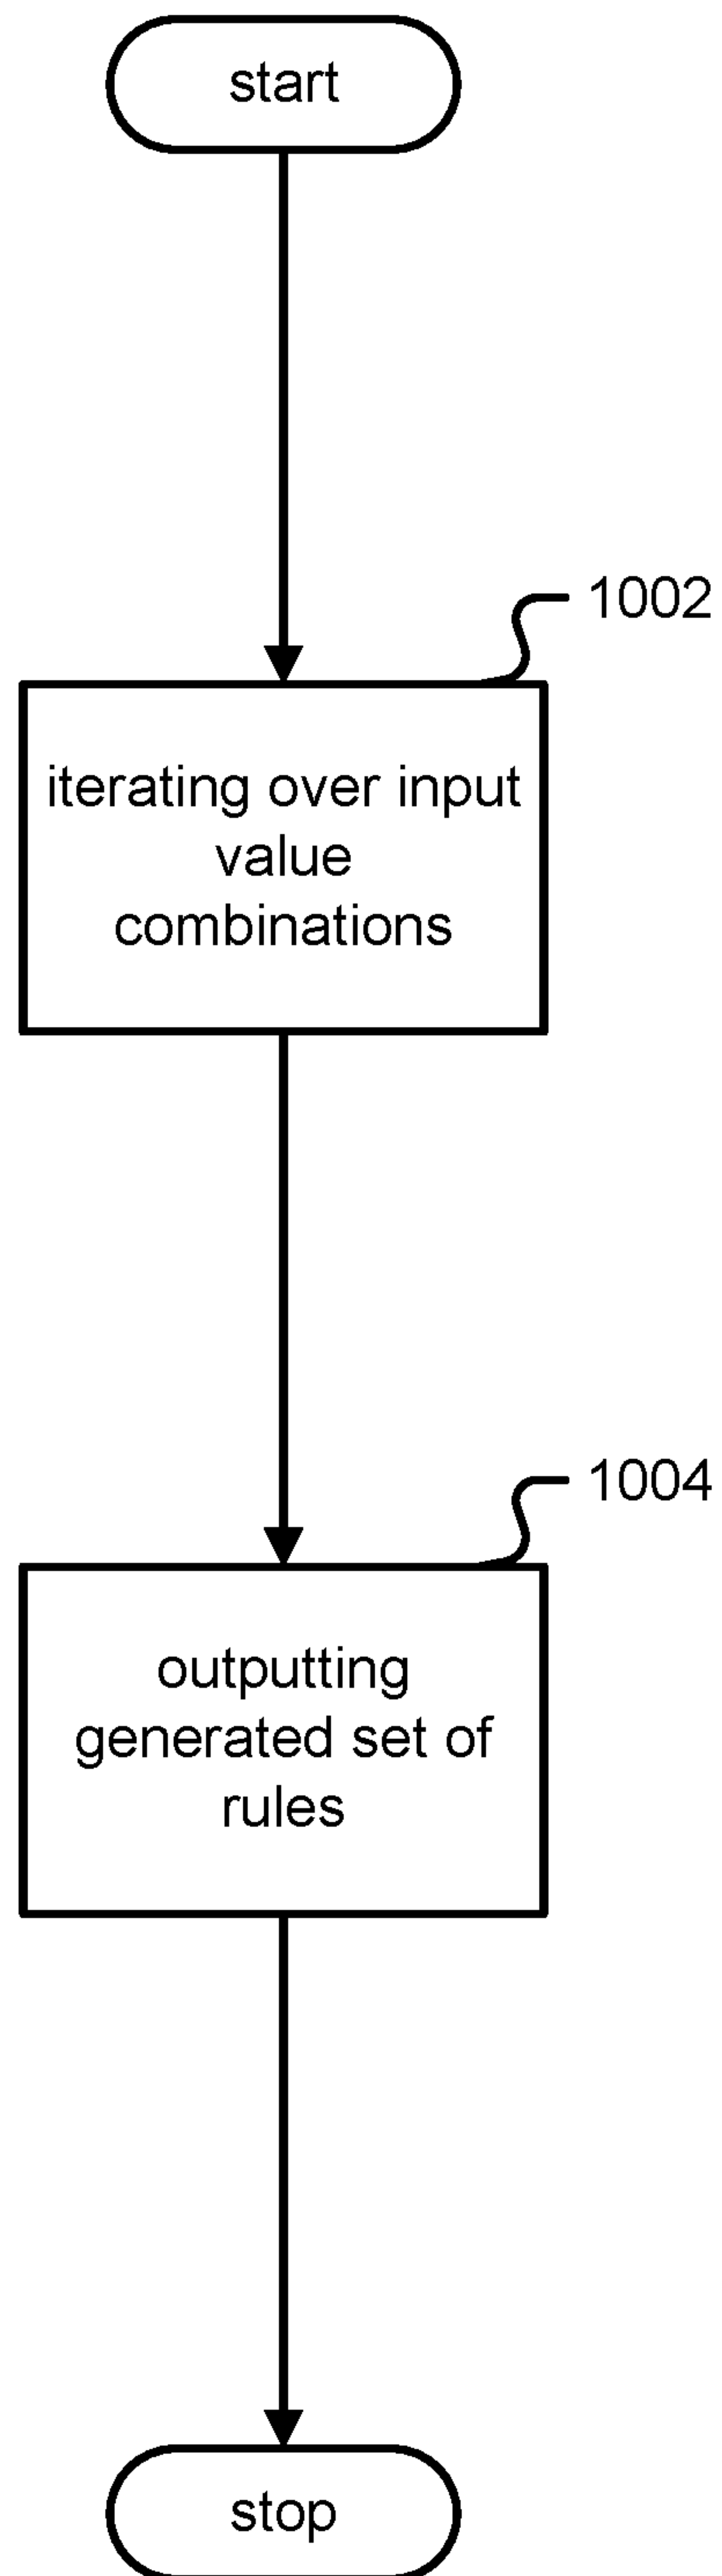 start
1002
iterating over input
value
combinations
1004
outputting
generated set of
rules
stop